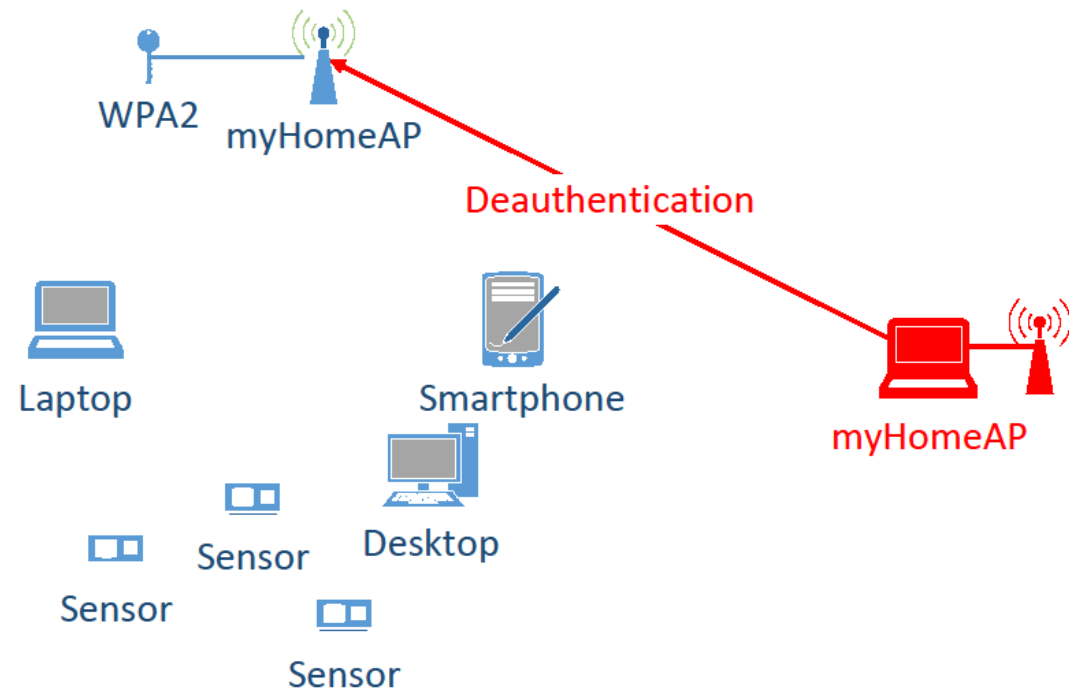 WPA2
myHomeAP
Deauthentication
Laptop
Smartphone
myHomeAP
Desktop
Sensor
Sensor
Sensor